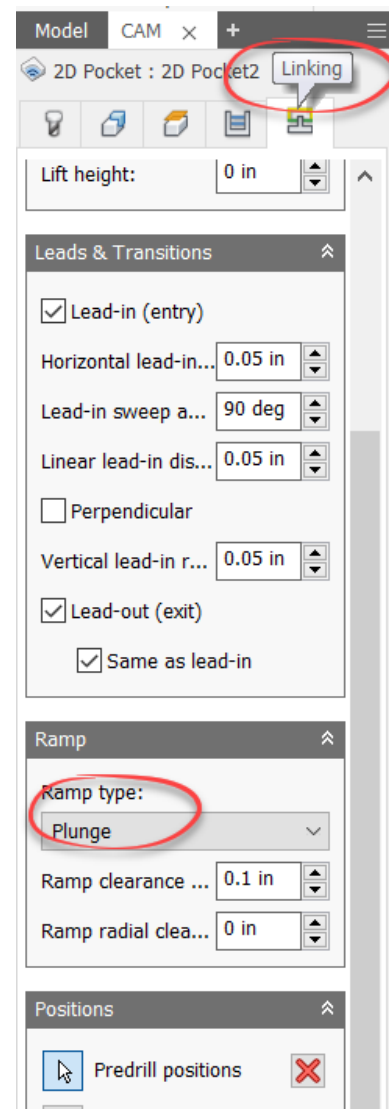 Model CAM × +
2D Pocket : 2D Pocket2 Linking
Lift height: 0 in
Leads & Transitions
Lead-in (entry)
Horizontal lead-in... 0.05 in
Lead-in sweep a... 90 deg
Linear lead-in dis... 0.05 in
Perpendicular
Vertical lead-in r... 0.05 in
Lead-out (exit)
Same as lead-in
Ramp
Ramp type:
Plunge
Ramp clearance ... 0.1 in
Ramp radial clea... 0 in
Positions
Predrill positions